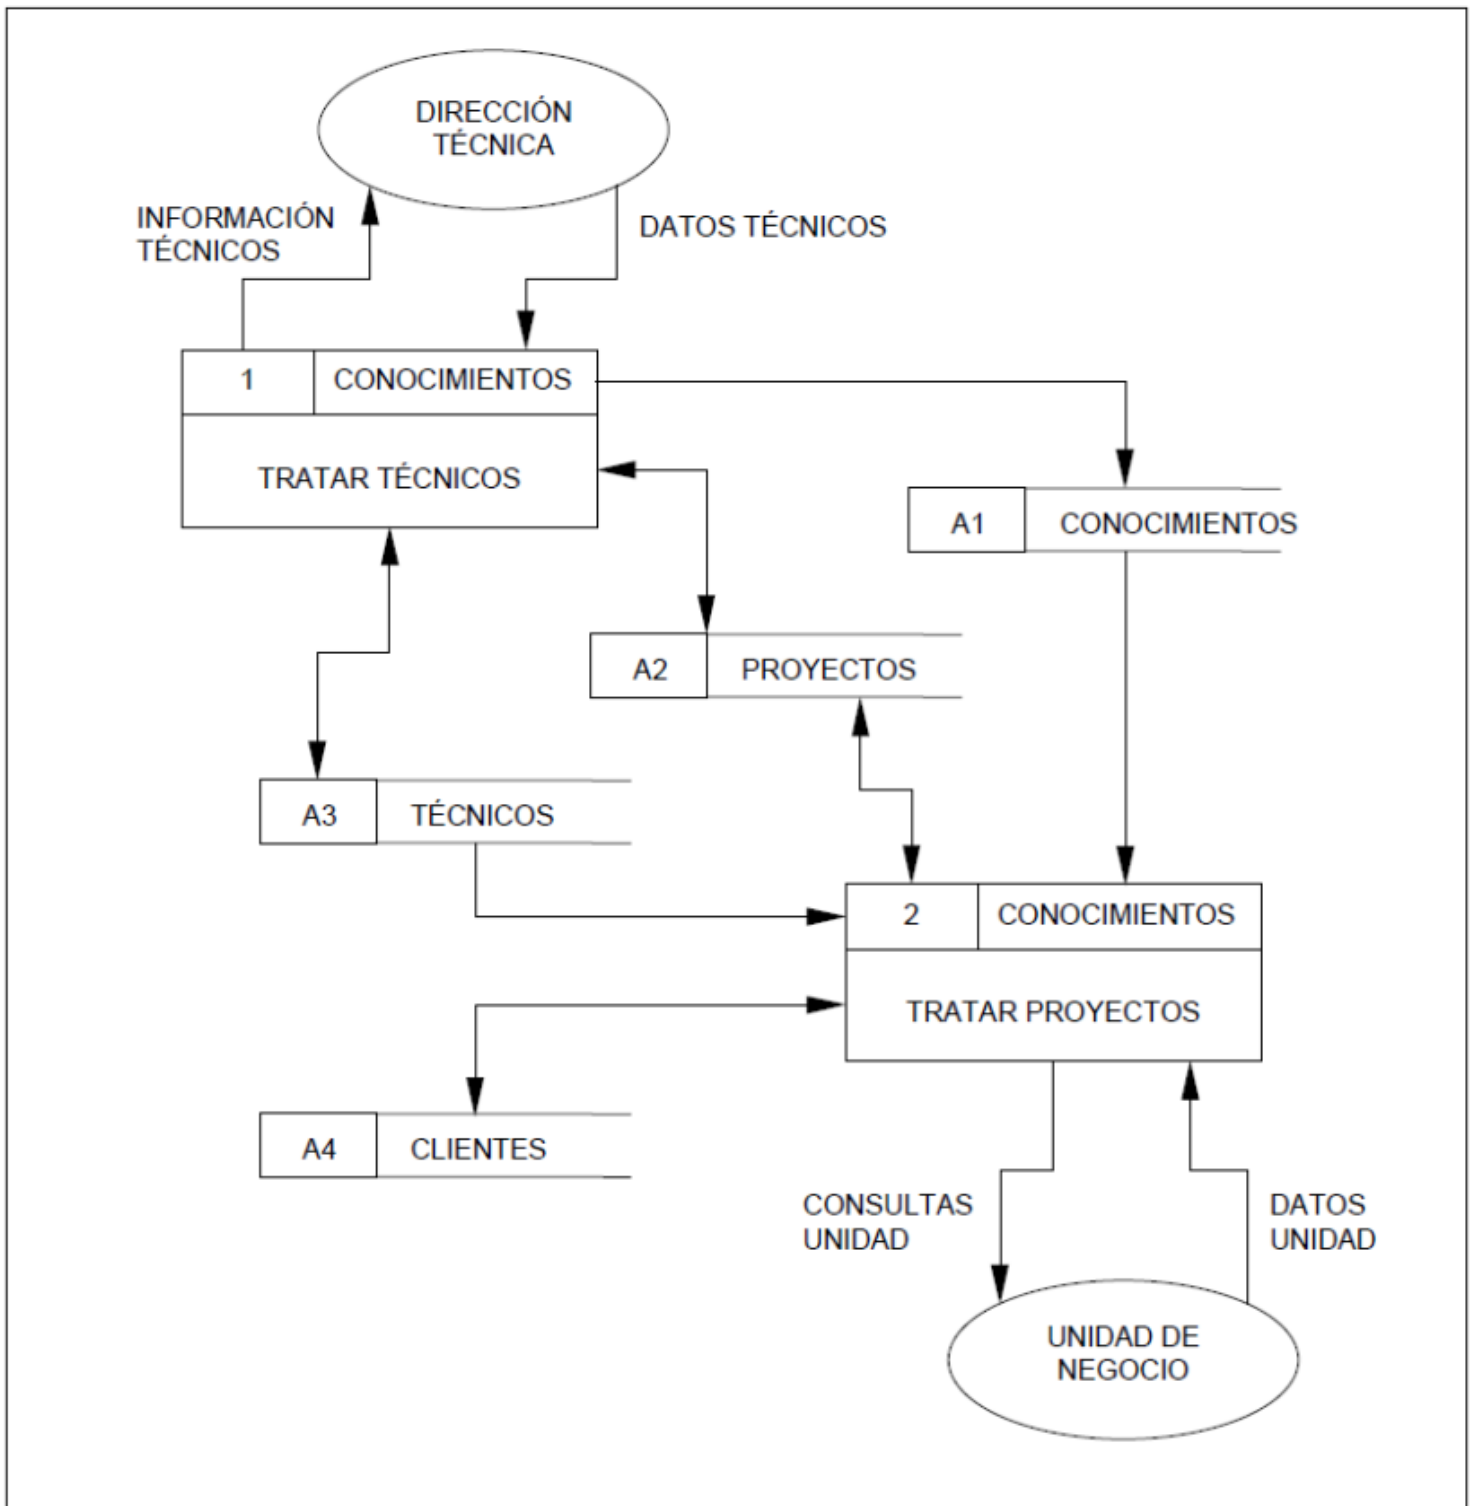 DIRECCIÓN
TÉCNICA
INFORMACIÓN
TÉCNICOS
DATOS TÉCNICOS
1
CONOCIMIENTOS
TRATAR TÉCNICOS
A1
CONOCIMIENTOS
A2
PROYECTOS
A3
TÉCNICOS
2
CONOCIMIENTOS
TRATAR PROYECTOS
A4
CLIENTES
CONSULTAS
UNIDAD
DATOS
UNIDAD
UNIDAD DE
NEGOCIO